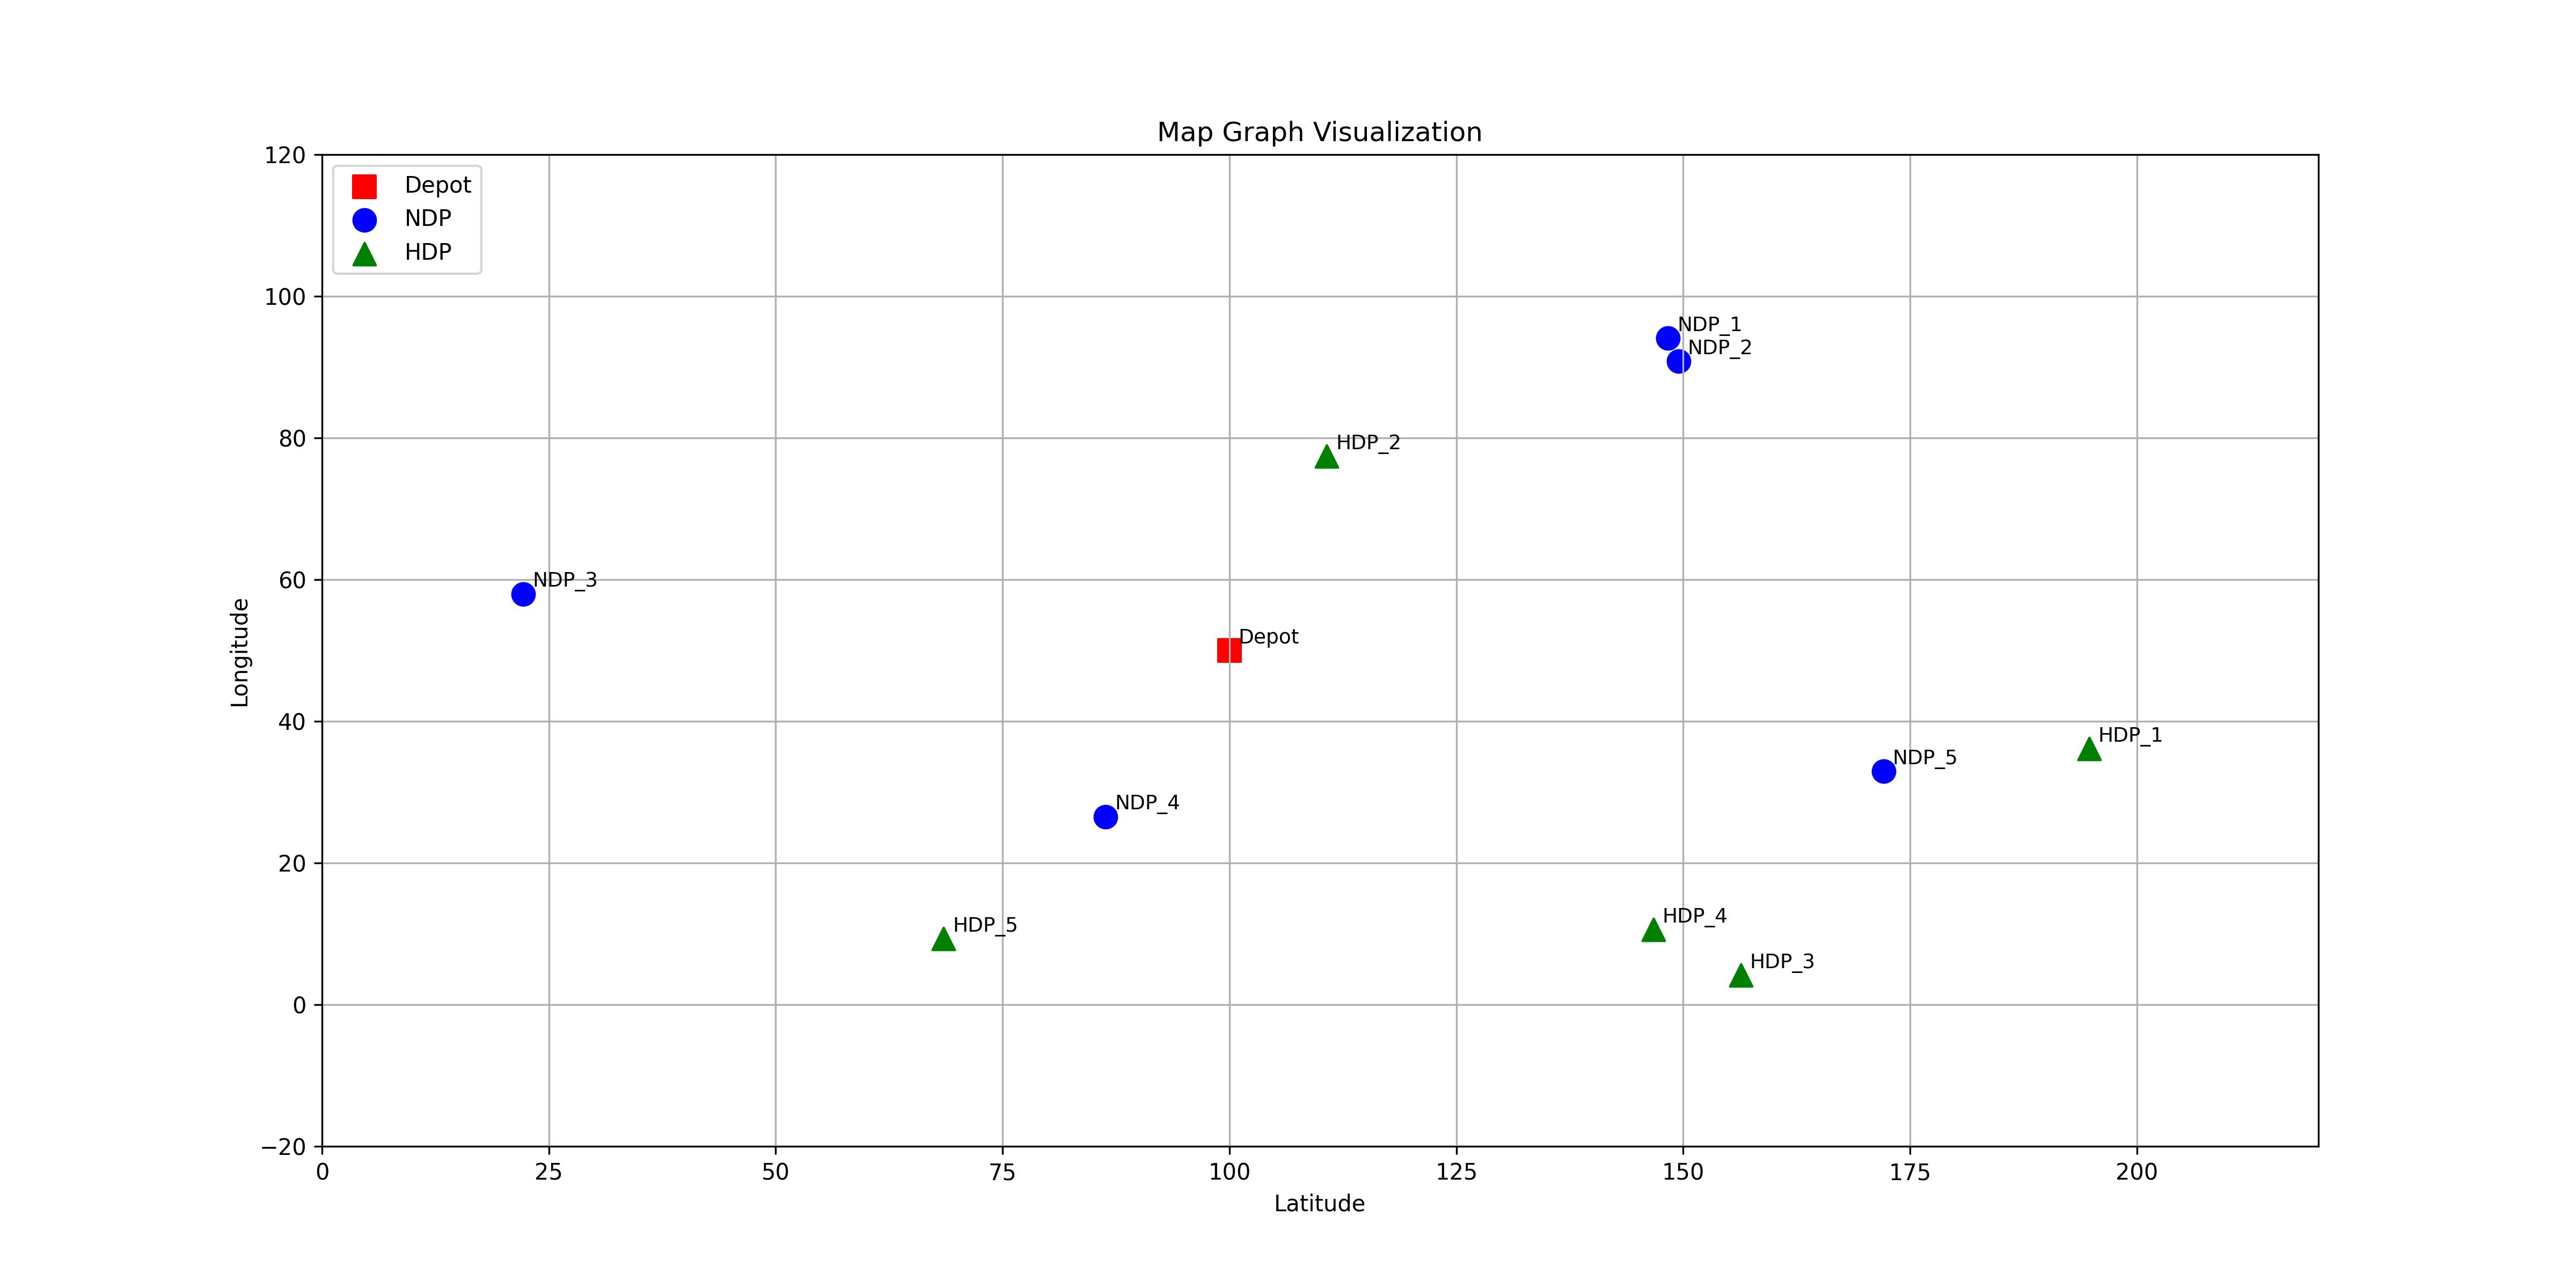 Map Graph Visualization
120
100
80
60
40
20
0
−20
Longitude
Depot
NDP
HDP
NDP_1
NDP_2
HDP_2
NDP_3
Depot
HDP_1
NDP_5
NDP_4
HDP_5
HDP_4
HDP_3
0 25 50 75 100 125 150 175 200
Latitude